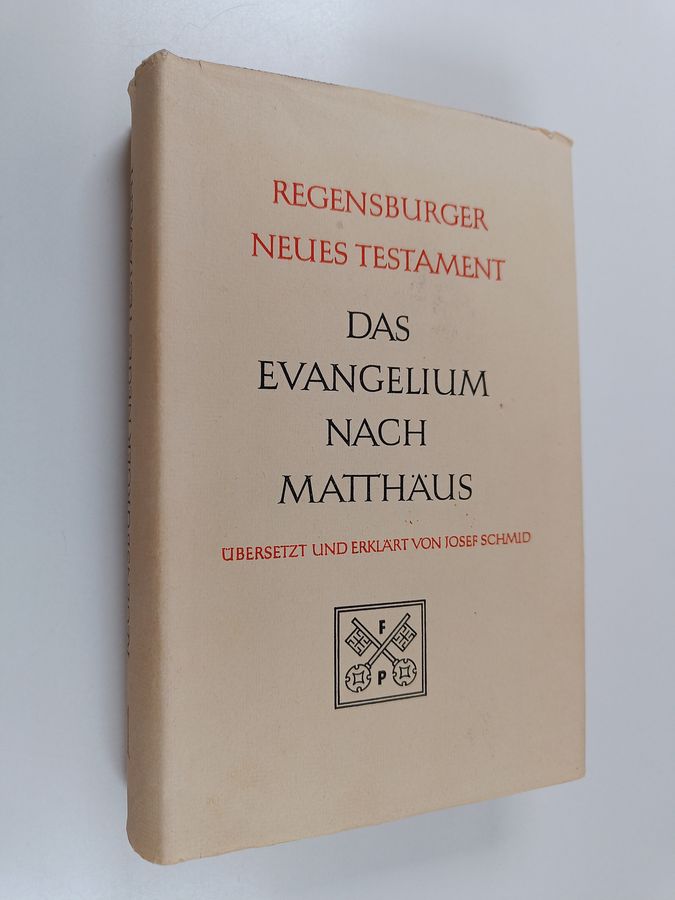 REGENSBURGER
NEUES TESTAMENT
DAS
EVANGELIUM
NACH
MATTHÄUS
ÜBERSETZT UND ERKLÄRT VON JOSEF SCHMID
F
P